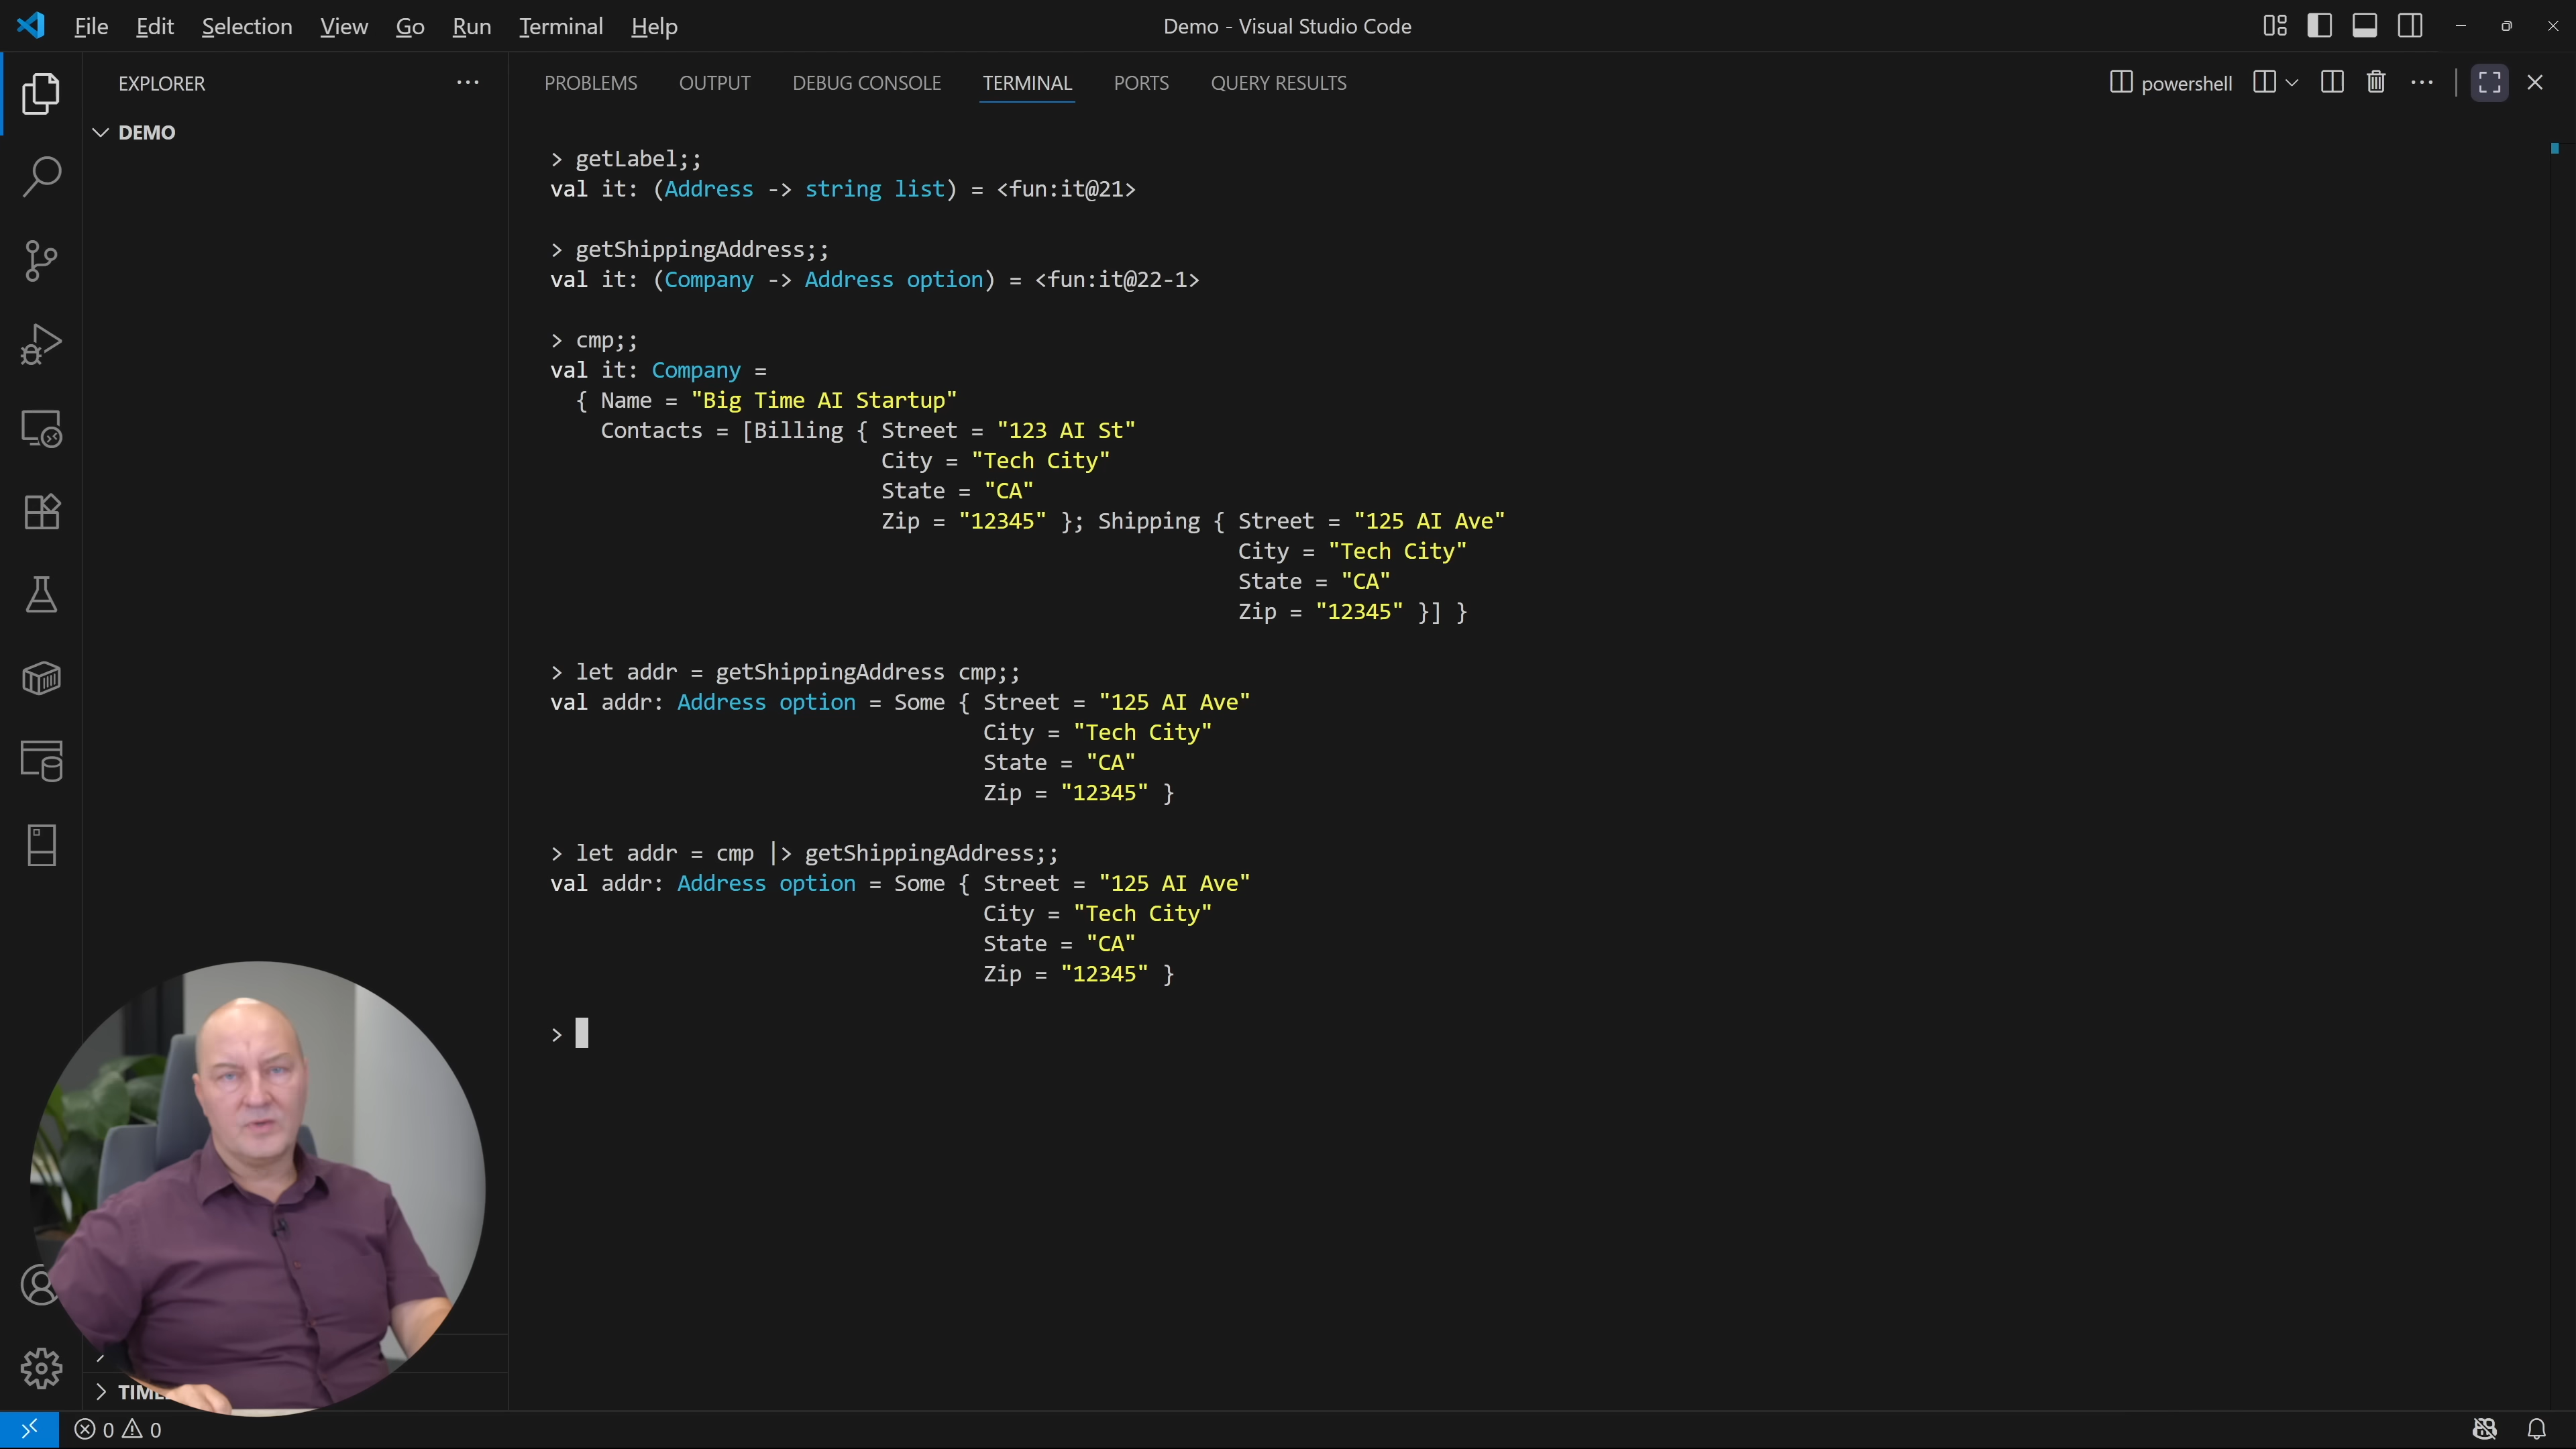 File Edit Selection View Go Run Terminal Help
Demo - Visual Studio Code
EXPLORER
DEMO
PROBLEMS OUTPUT DEBUG CONSOLE TERMINAL PORTS QUERY RESULTS
powershell
> getLabel;;
val it: (Address -> string list) = <fun:it@21>
> getShippingAddress;;
val it: (Company -> Address option) = <fun:it@22-1>
> cmp;;
val it: Company =
{ Name = "Big Time AI Startup"
Contacts = [Billing { Street = "123 AI St"
City = "Tech City"
State = "CA"
Zip = "12345" }; Shipping { Street = "125 AI Ave"
City = "Tech City"
State = "CA"
Zip = "12345" }] }
> let addr = getShippingAddress cmp;;
val addr: Address option = Some { Street = "125 AI Ave"
City = "Tech City"
State = "CA"
Zip = "12345" }
> let addr = cmp |> getShippingAddress;;
val addr: Address option = Some { Street = "125 AI Ave"
City = "Tech City"
State = "CA"
Zip = "12345" }
>
0 0